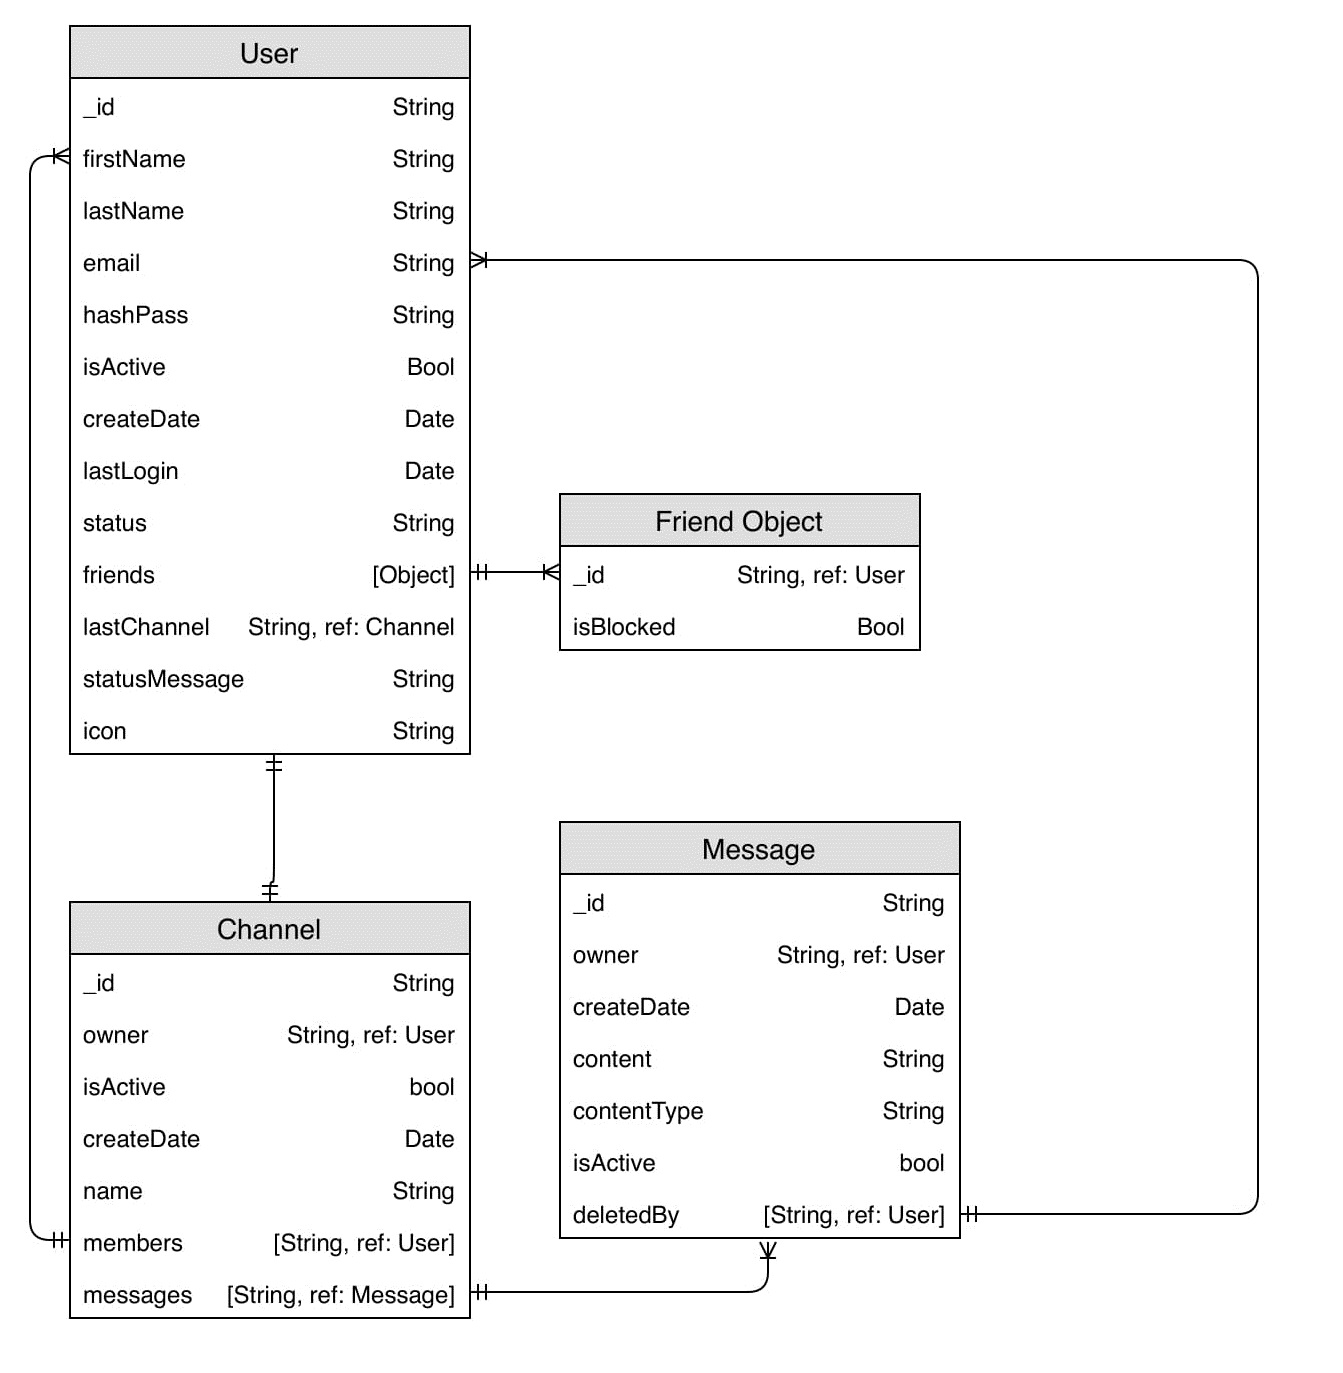 User
_id String
firstName String
lastName String
email String
hashPass String
isActive Bool
createDate Date
lastLogin Date
status String
friends [Object]
lastChannel String, ref: Channel
statusMessage String
icon String
Friend Object
_id String, ref: User
isBlocked Bool
Channel
_id String
owner String, ref: User
isActive bool
createDate Date
name String
members [String, ref: User]
messages [String, ref: Message]
Message
_id String
owner String, ref: User
createDate Date
content String
contentType String
isActive bool
deletedBy [String, ref: User]